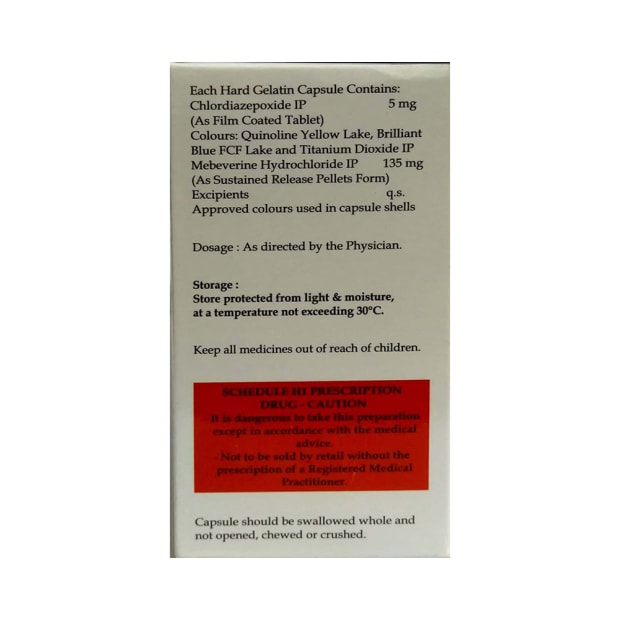 Each Hard Gelatin Capsule Contains:
Chlordiazepoxide IP 5 mg
(As Film Coated Tablet)
Colours: Quinoline Yellow Lake, Brilliant
Blue FCF Lake and Titanium Dioxide IP
Mebeverine Hydrochloride IP 135 mg
(As Sustained Release Pellets Form)
Excipients q.s.
Approved colours used in capsule shells
Dosage : As directed by the Physician.
Storage :
Store protected from light & moisture,
at a temperature not exceeding 30°C.
Keep all medicines out of reach of children.
SCHEDULE H1 PRESCRIPTION
DRUG - CAUTION
- It is dangerous to take this preparation
except in accordance with the medical
advice.
- Not to be sold by retail without the
prescription of a Registered Medical
Practitioner.
Capsule should be swallowed whole and
not opened, chewed or crushed.